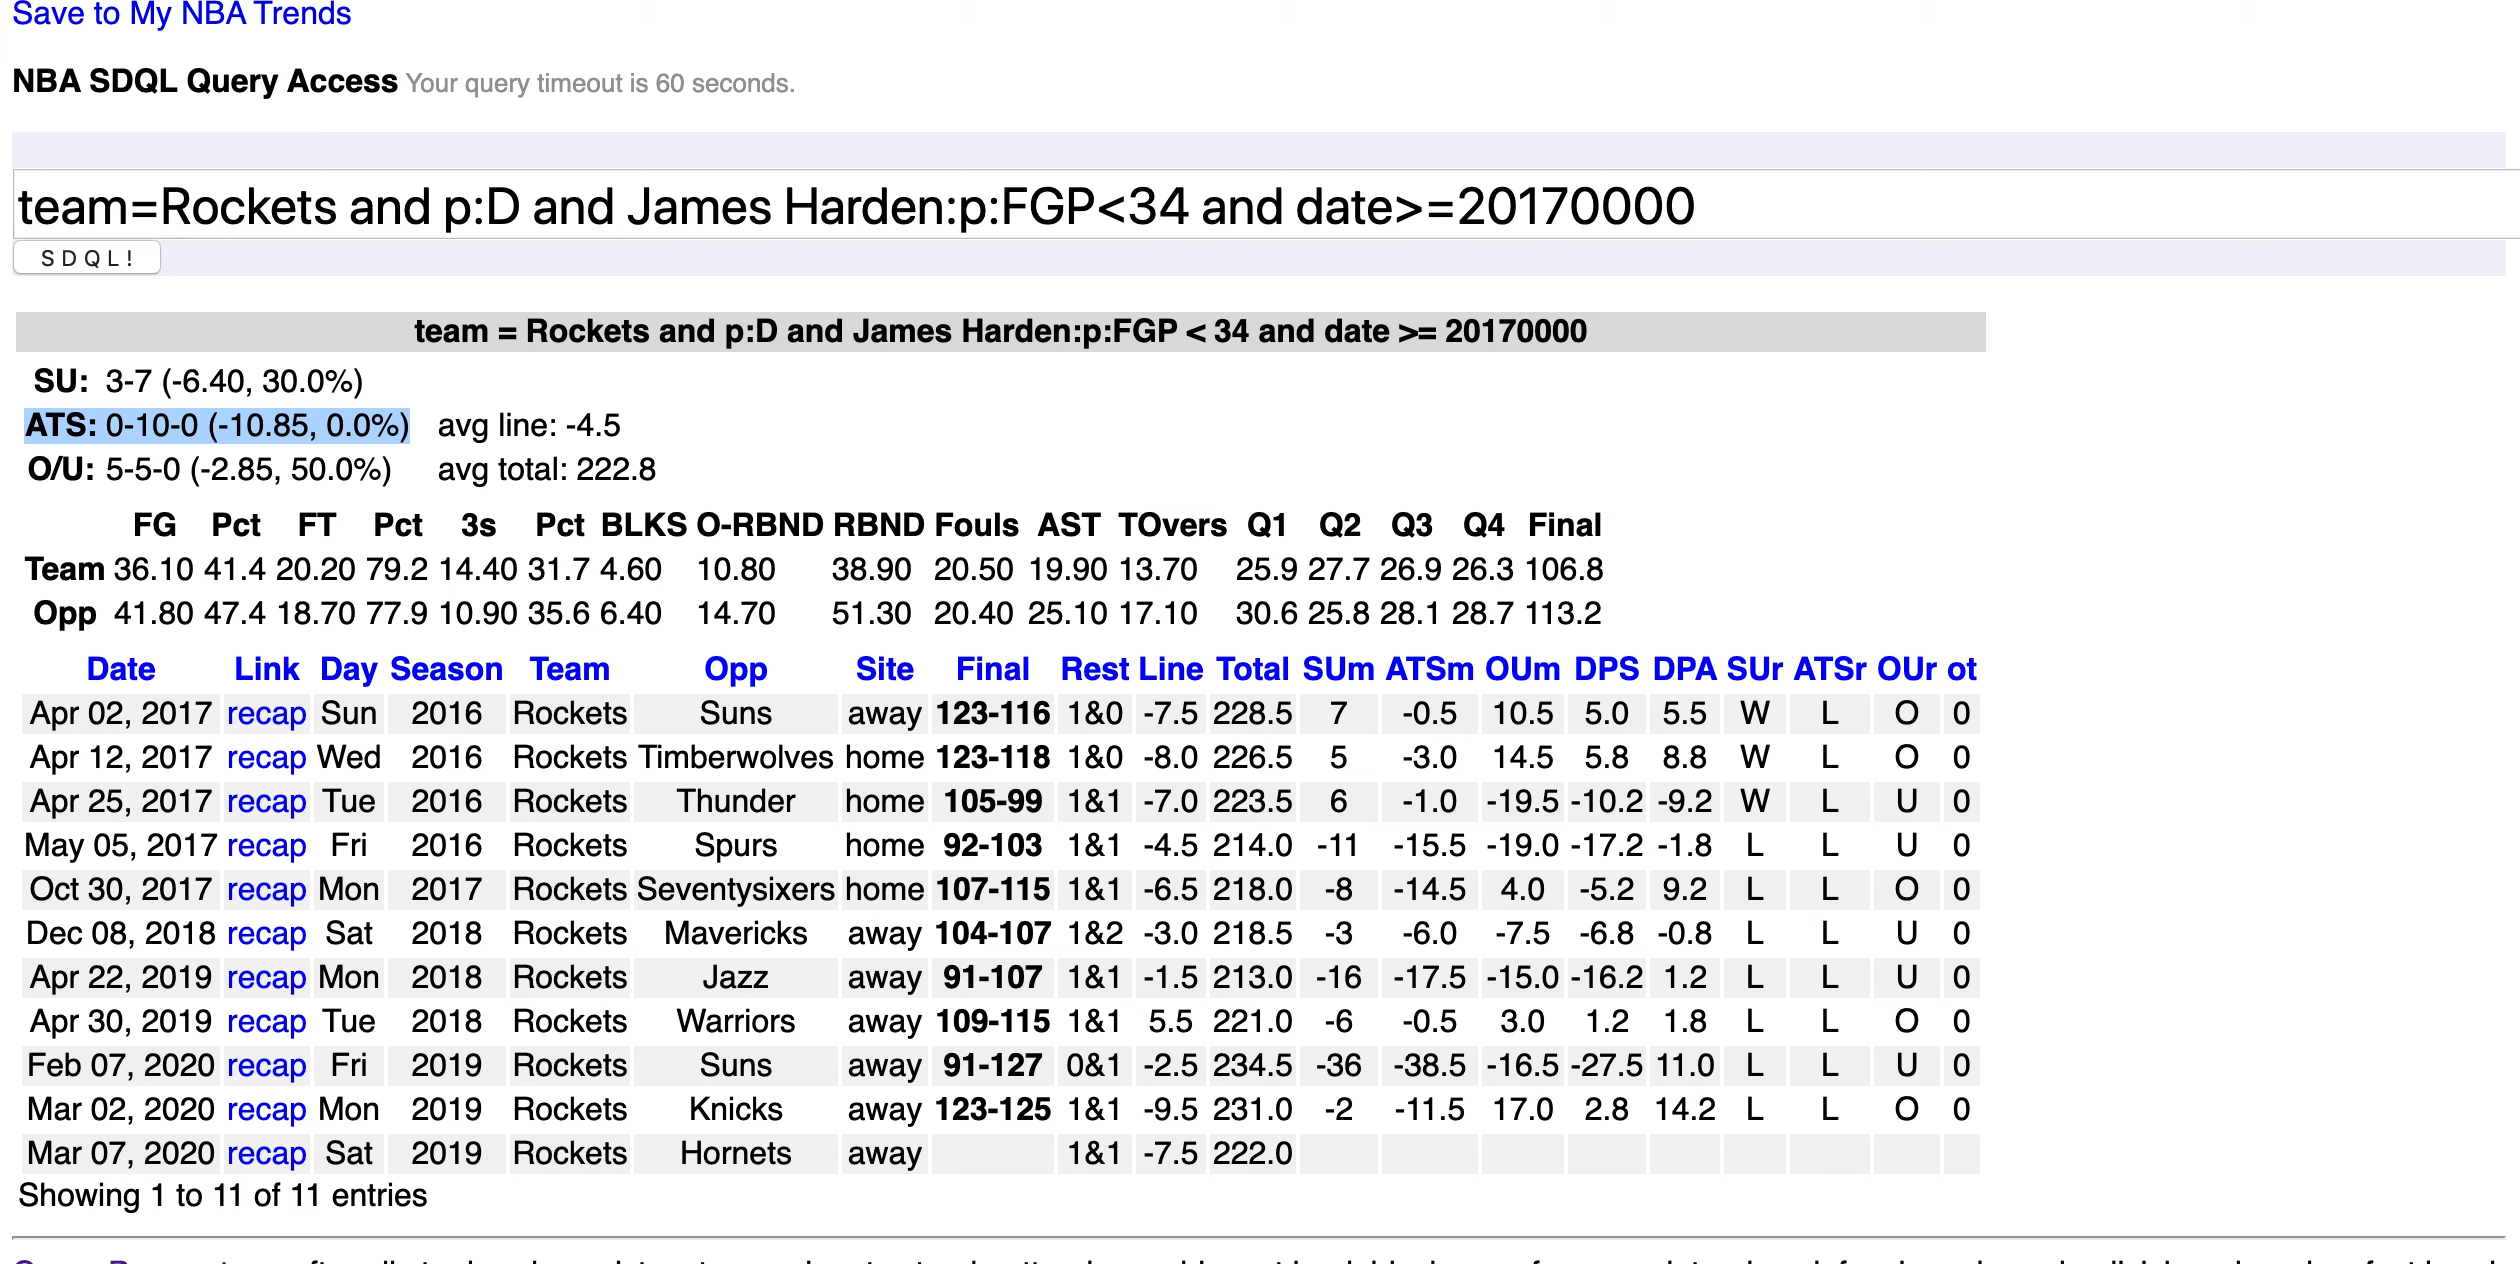 Save to My NBA Trends
NBA SDQL Query Access Your query timeout is 60 seconds.
team=Rockets and p:D and James Harden:p:FGP<34 and date>=20170000
S D Q L !
team = Rockets and p:D and James Harden:p:FGP < 34 and date >= 20170000
SU: 3-7 (-6.40, 30.0%)
ATS: 0-10-0 (-10.85, 0.0%) avg line: -4.5
O/U: 5-5-0 (-2.85, 50.0%) avg total: 222.8
FG Pct FT Pct 3s Pct BLKS O-RBND RBND Fouls AST TOvers Q1 Q2 Q3 Q4 Final
Team 36.10 41.4 20.20 79.2 14.40 31.7 4.60 10.80 38.90 20.50 19.90 13.70 25.9 27.7 26.9 26.3 106.8
Opp 41.80 47.4 18.70 77.9 10.90 35.6 6.40 14.70 51.30 20.40 25.10 17.10 30.6 25.8 28.1 28.7 113.2
Date Link Day Season Team Opp Site Final Rest Line Total SUm ATSm OUm DPS DPA SUr ATSr OUr ot
Apr 02, 2017 recap Sun 2016 Rockets Suns away 123-116 1&0 -7.5 228.5 7 -0.5 10.5 5.0 5.5 W L O 0
Apr 12, 2017 recap Wed 2016 Rockets Timberwolves home 123-118 1&0 -8.0 226.5 5 -3.0 14.5 5.8 8.8 W L O 0
Apr 25, 2017 recap Tue 2016 Rockets Thunder home 105-99 1&1 -7.0 223.5 6 -1.0 -19.5 -10.2 -9.2 W L U 0
May 05, 2017 recap Fri 2016 Rockets Spurs home 92-103 1&1 -4.5 214.0 -11 -15.5 -19.0 -17.2 -1.8 L L U 0
Oct 30, 2017 recap Mon 2017 Rockets Seventysixers home 107-115 1&1 -6.5 218.0 -8 -14.5 4.0 -5.2 9.2 L L O 0
Dec 08, 2018 recap Sat 2018 Rockets Mavericks away 104-107 1&2 -3.0 218.5 -3 -6.0 -7.5 -6.8 -0.8 L L U 0
Apr 22, 2019 recap Mon 2018 Rockets Jazz away 91-107 1&1 -1.5 213.0 -16 -17.5 -15.0 -16.2 1.2 L L U 0
Apr 30, 2019 recap Tue 2018 Rockets Warriors away 109-115 1&1 5.5 221.0 -6 -0.5 3.0 1.2 1.8 L L O 0
Feb 07, 2020 recap Fri 2019 Rockets Suns away 91-127 0&1 -2.5 234.5 -36 -38.5 -16.5 -27.5 11.0 L L U 0
Mar 02, 2020 recap Mon 2019 Rockets Knicks away 123-125 1&1 -9.5 231.0 -2 -11.5 17.0 2.8 14.2 L L O 0
Mar 07, 2020 recap Sat 2019 Rockets Hornets away 1&1 -7.5 222.0
Showing 1 to 11 of 11 entries